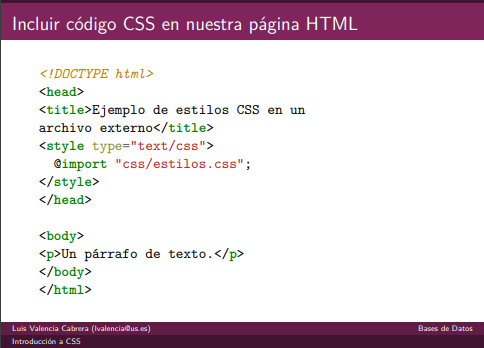 Incluir código CSS en nuestra página HTML
<!DOCTYPE html>
<head>
<title>Ejemplo de estilos CSS en un
archivo externo</title>
<style type="text/css">
@import "css/estilos.css";
</style>
</head>
<body>
<p>Un párrafo de texto.</p>
</body>
</html>
Luis Valencia Cabrera (lvalencia@us.es) Bases de Datos
Introducción a CSS